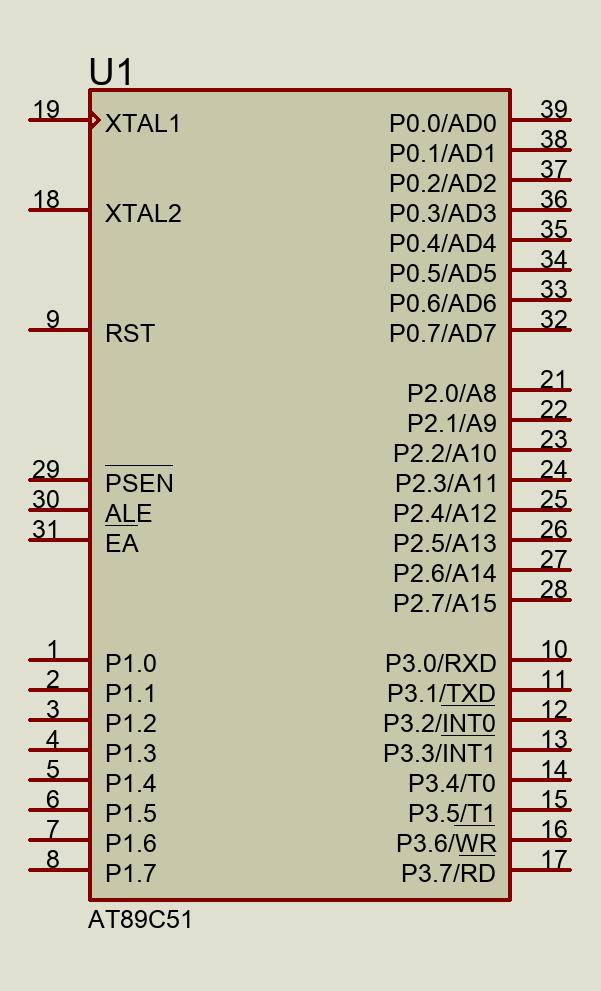 U1
19 XTAL1 P0.0/AD0 39
P0.1/AD1 38
P0.2/AD2 37
18 XTAL2 P0.3/AD3 36
P0.4/AD4 35
P0.5/AD5 34
P0.6/AD6 33
9 RST P0.7/AD7 32
P2.0/A8 21
P2.1/A9 22
P2.2/A10 23
29 PSEN P2.3/A11 24
30 ALE P2.4/A12 25
31 EA P2.5/A13 26
P2.6/A14 27
P2.7/A15 28
1 P1.0 P3.0/RXD 10
2 P1.1 P3.1/TXD 11
3 P1.2 P3.2/INT0 12
4 P1.3 P3.3/INT1 13
5 P1.4 P3.4/T0 14
6 P1.5 P3.5/T1 15
7 P1.6 P3.6/WR 16
8 P1.7 P3.7/RD 17
AT89C51